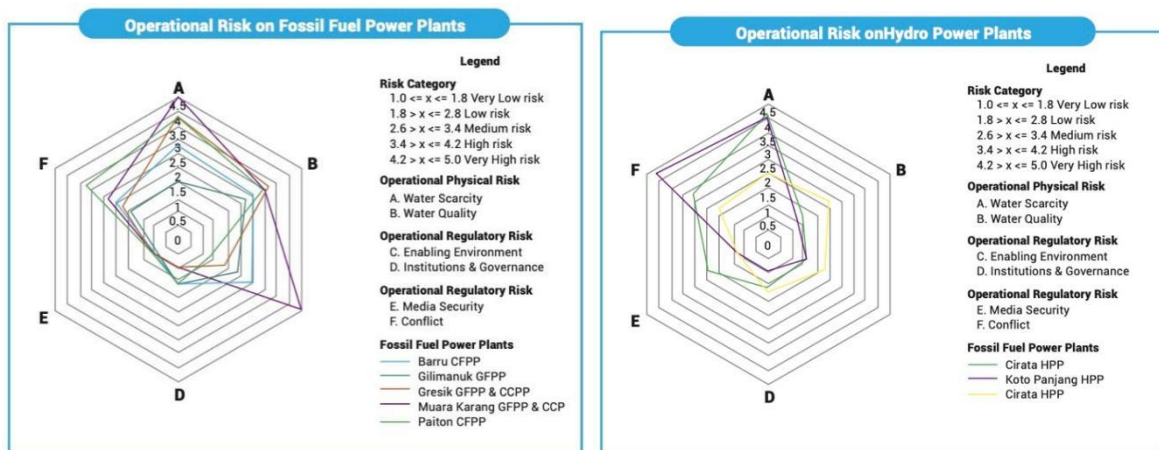 Operational Risk on Fossil Fuel Power Plants
Legend
Risk Category
1.0 <= x <= 1.8 Very Low risk
1.8 > x <= 2.8 Low risk
2.6 > x <= 3.4 Medium risk
3.4 > x <= 4.2 High risk
4.2 > x <= 5.0 Very High risk
Operational Physical Risk
A. Water Scarcity
B. Water Quality
Operational Regulatory Risk
C. Enabling Environment
D. Institutions & Governance
Operational Regulatory Risk
E. Media Security
F. Conflict
Fossil Fuel Power Plants
Barru CFPP
Gilimanuk GFPP
Gresik GFPP & CCPP
Muara Karang GFPP & CCP
Paiton CFPP
A
4.5
4
3.5
3
2.5
2
1.5
1
0.5
0
B
D
E
F
Operational Risk onHydro Power Plants
Legend
Risk Category
1.0 <= x <= 1.8 Very Low risk
1.8 > x <= 2.8 Low risk
2.6 > x <= 3.4 Medium risk
3.4 > x <= 4.2 High risk
4.2 > x <= 5.0 Very High risk
Operational Physical Risk
A. Water Scarcity
B. Water Quality
Operational Regulatory Risk
C. Enabling Environment
D. Institutions & Governance
Operational Regulatory Risk
E. Media Security
F. Conflict
Fossil Fuel Power Plants
Cirata HPP
Koto Panjang HPP
Cirata HPP
A
4.5
4
3.5
3
2.5
2
1.5
1
0.5
0
B
D
E
F